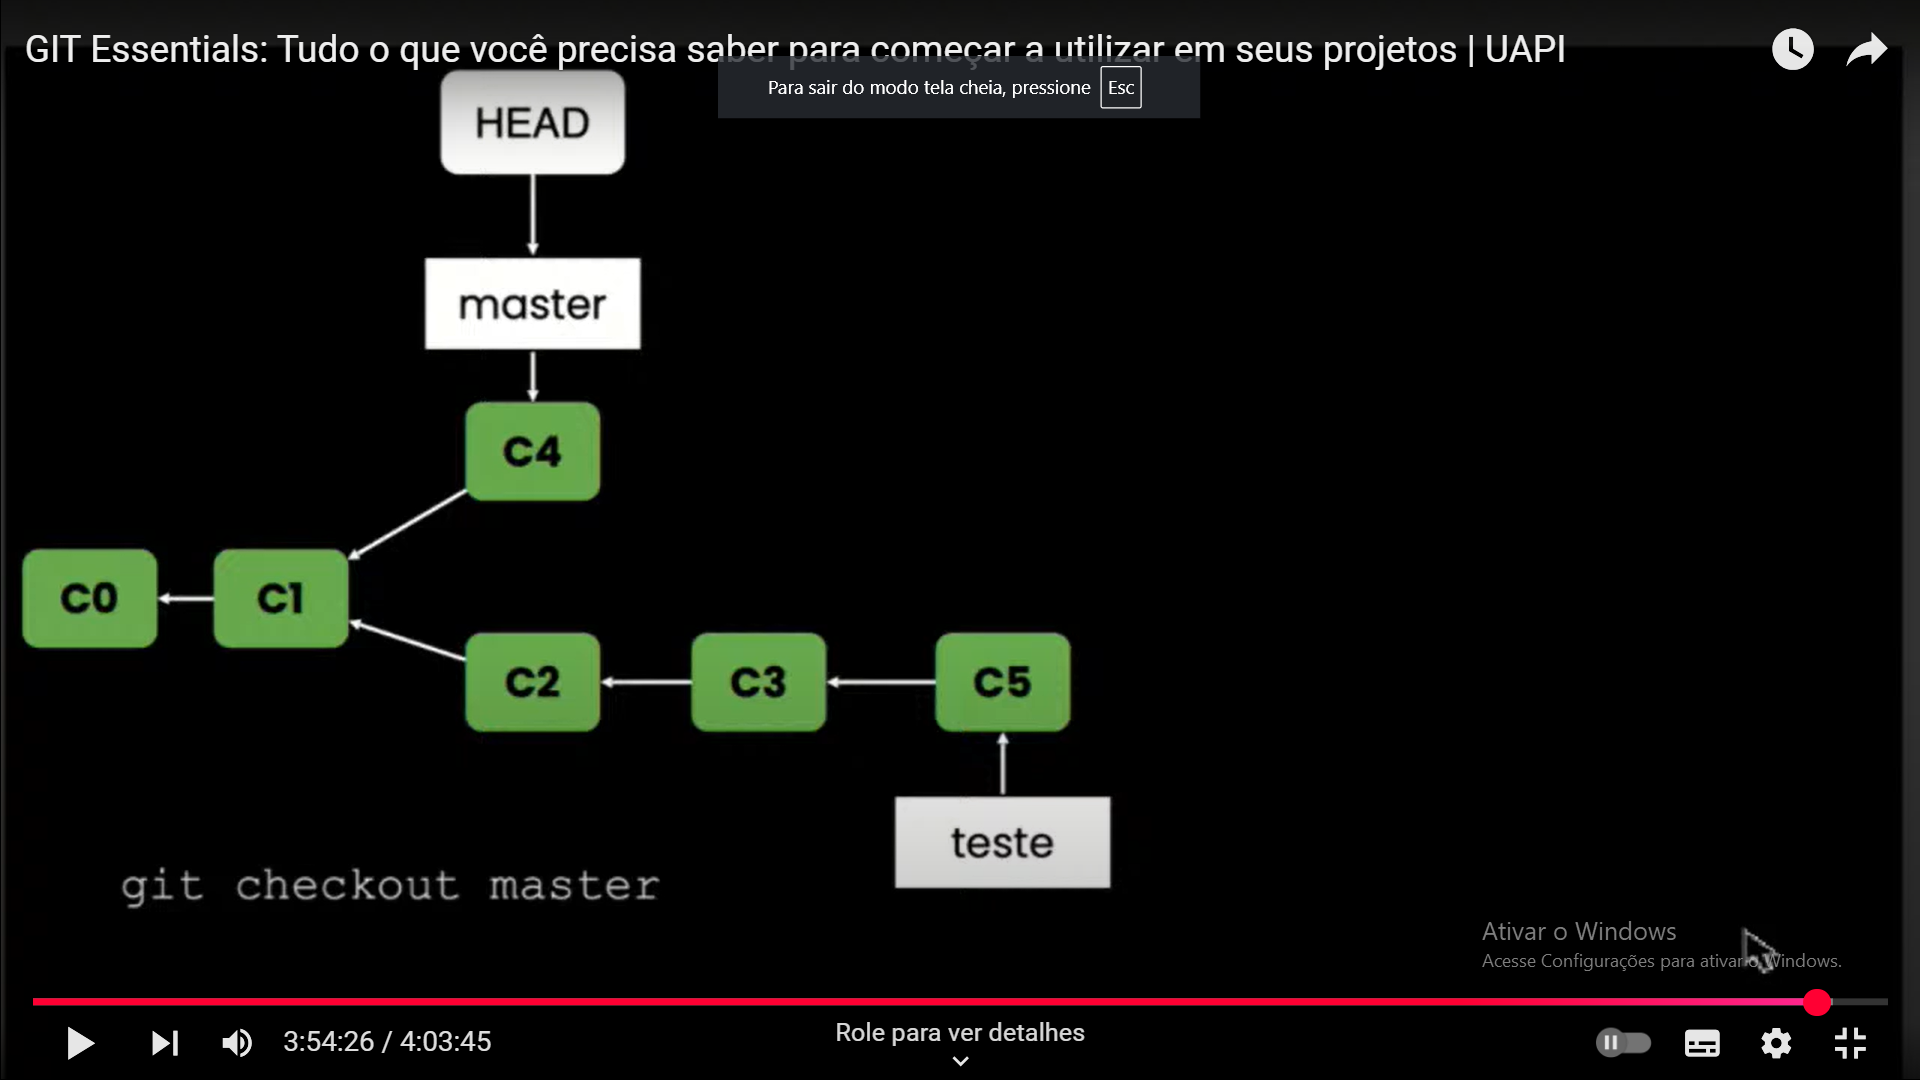 GIT Essentials: Tudo o que você precisa saber para começar a utilizar em seus projetos | UAPI
Para sair do modo tela cheia, pressione Esc
HEAD
master
C4
C0
C1
C2
C3
C5
teste
git checkout master
Ativar o Windows
Acesse Configurações para ativar o Windows.
3:54:26 / 4:03:45
Role para ver detalhes